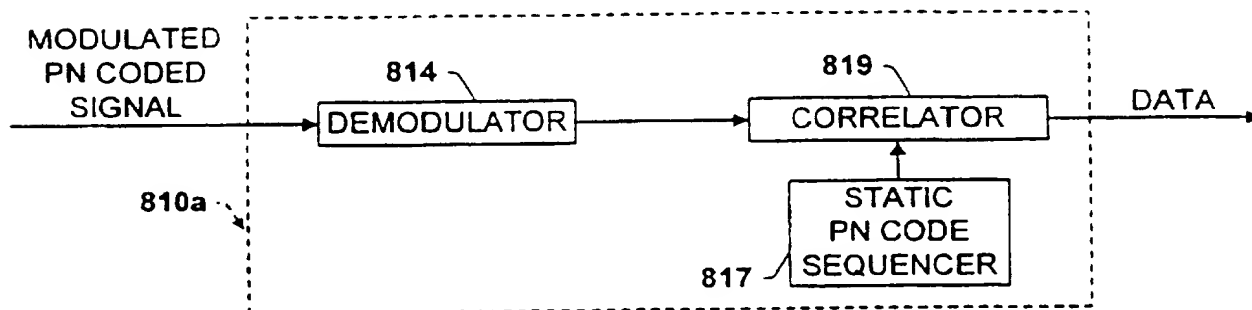 MODULATED
PN CODED
SIGNAL
814
DEMODULATOR
819
CORRELATOR
DATA
810a
STATIC
PN CODE
SEQUENCER
817